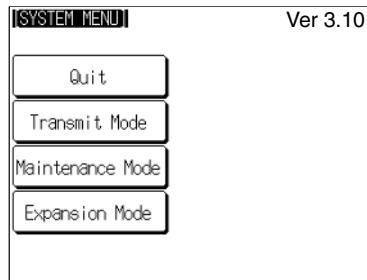 [SYSTEM MENU] Ver 3.10
Quit
Transmit Mode
Maintenance Mode
Expansion Mode